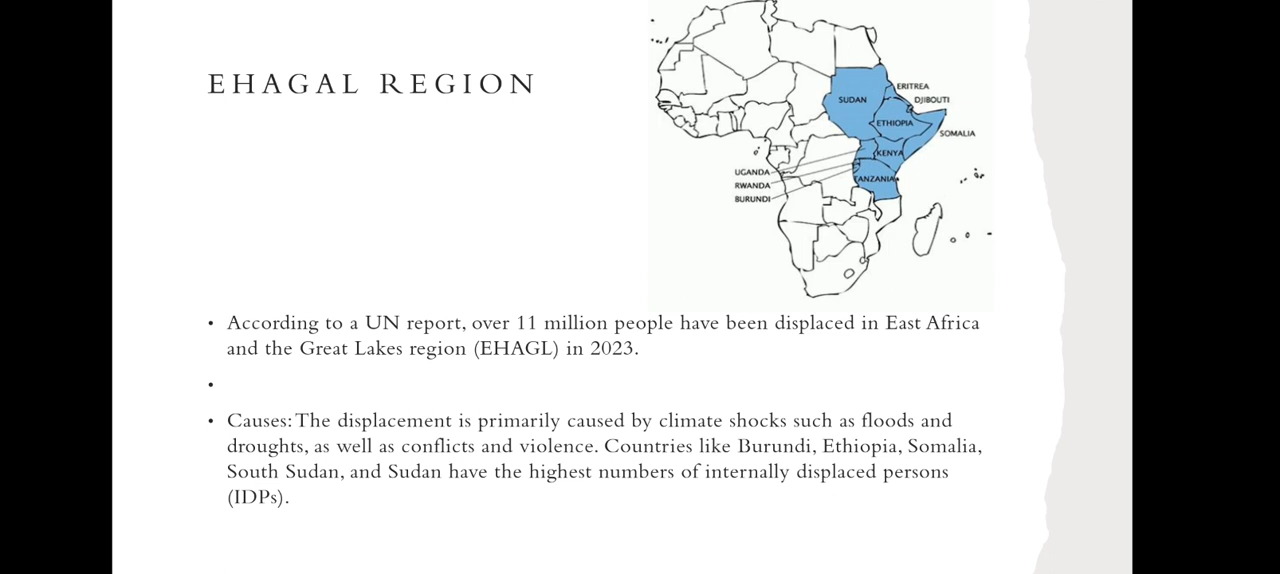 EHAGAL REGION
SUDAN
ERITREA
DJIBOUTI
ETHIOPIA
SOMALIA
KENYA
UGANDA
RWANDA
TANZANIA
BURUNDI
• According to a UN report, over 11 million people have been displaced in East Africa
and the Great Lakes region (EHAGL) in 2023.
•
• Causes: The displacement is primarily caused by climate shocks such as floods and
droughts, as well as conflicts and violence. Countries like Burundi, Ethiopia, Somalia,
South Sudan, and Sudan have the highest numbers of internally displaced persons
(IDPs).